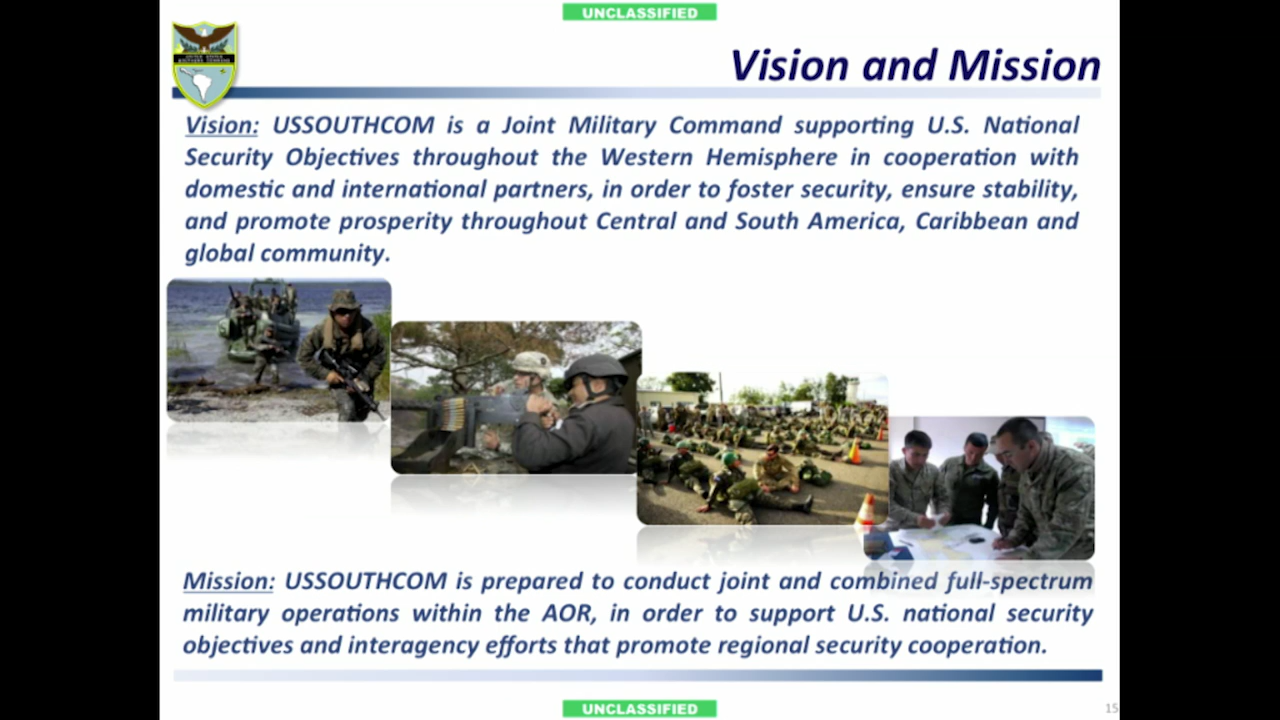 UNCLASSIFIED
Vision and Mission
Vision: USSOUTHCOM is a Joint Military Command supporting U.S. National
Security Objectives throughout the Western Hemisphere in cooperation with
domestic and international partners, in order to foster security, ensure stability,
and promote prosperity throughout Central and South America, Caribbean and
global community.
Mission: USSOUTHCOM is prepared to conduct joint and combined full-spectrum
military operations within the AOR, in order to support U.S. national security
objectives and interagency efforts that promote regional security cooperation.
UNCLASSIFIED
15